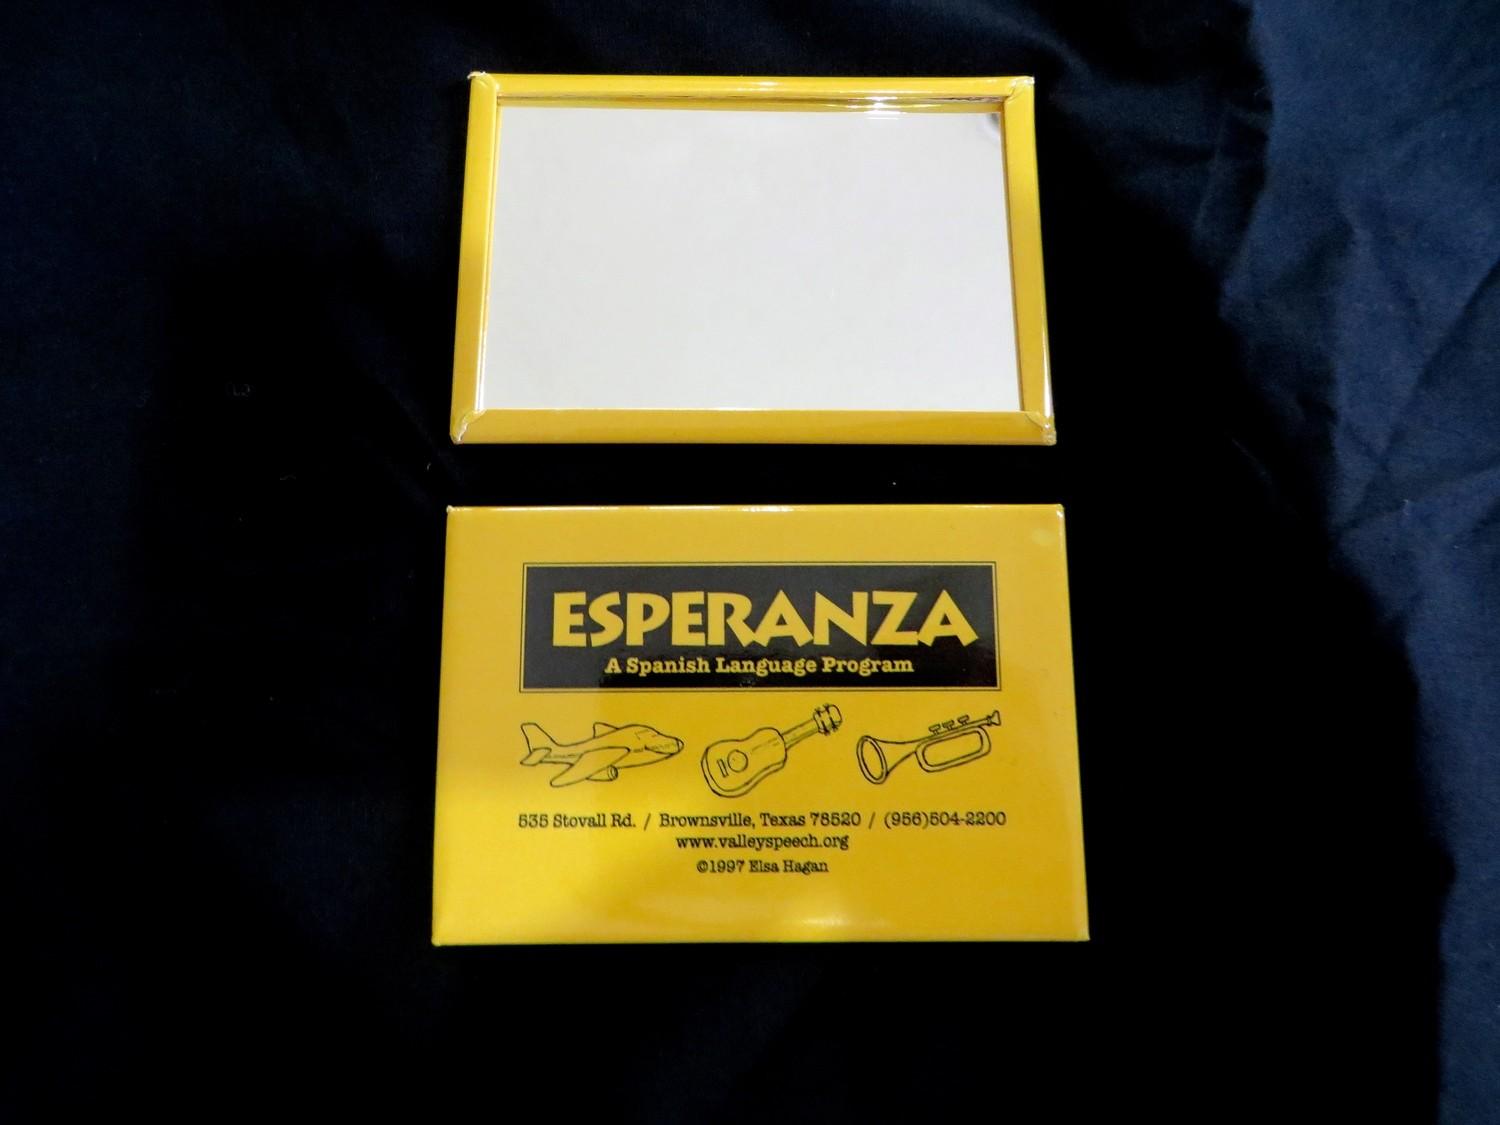 ESPERANZA
A Spanish Language Program
535 Stovall Rd. / Brownsville, Texas 78520 / (956)504-2200
www.valleyspeech.org
©1997 Elsa Hagan